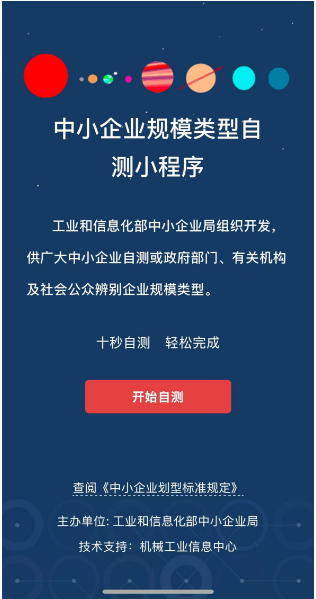 中小企业规模类型自
测小程序
工业和信息化部中小企业局组织开发，
供广大中小企业自测或政府部门、有关机构
及社会公众辨别企业规模类型。
十秒自测 轻松完成
开始自测
查阅《中小企业划型标准规定》
主办单位: 工业和信息化部中小企业局
技术支持：机械工业信息中心